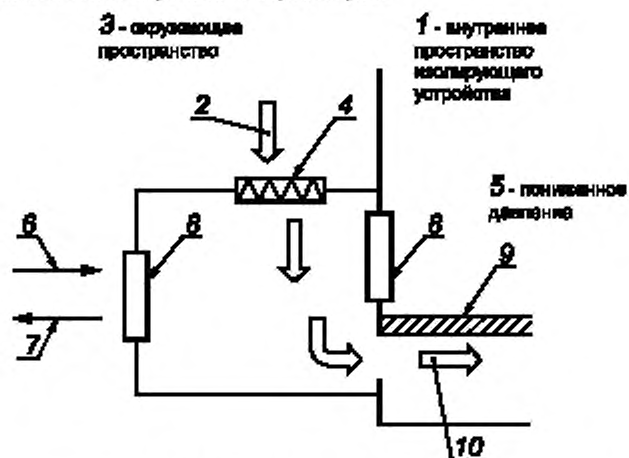 3 - окружающее
пространство
1 - внутреннее
пространство
изолирующего
устройства
2
4
5 - пониженное
давление
6
8
8
9
7
10